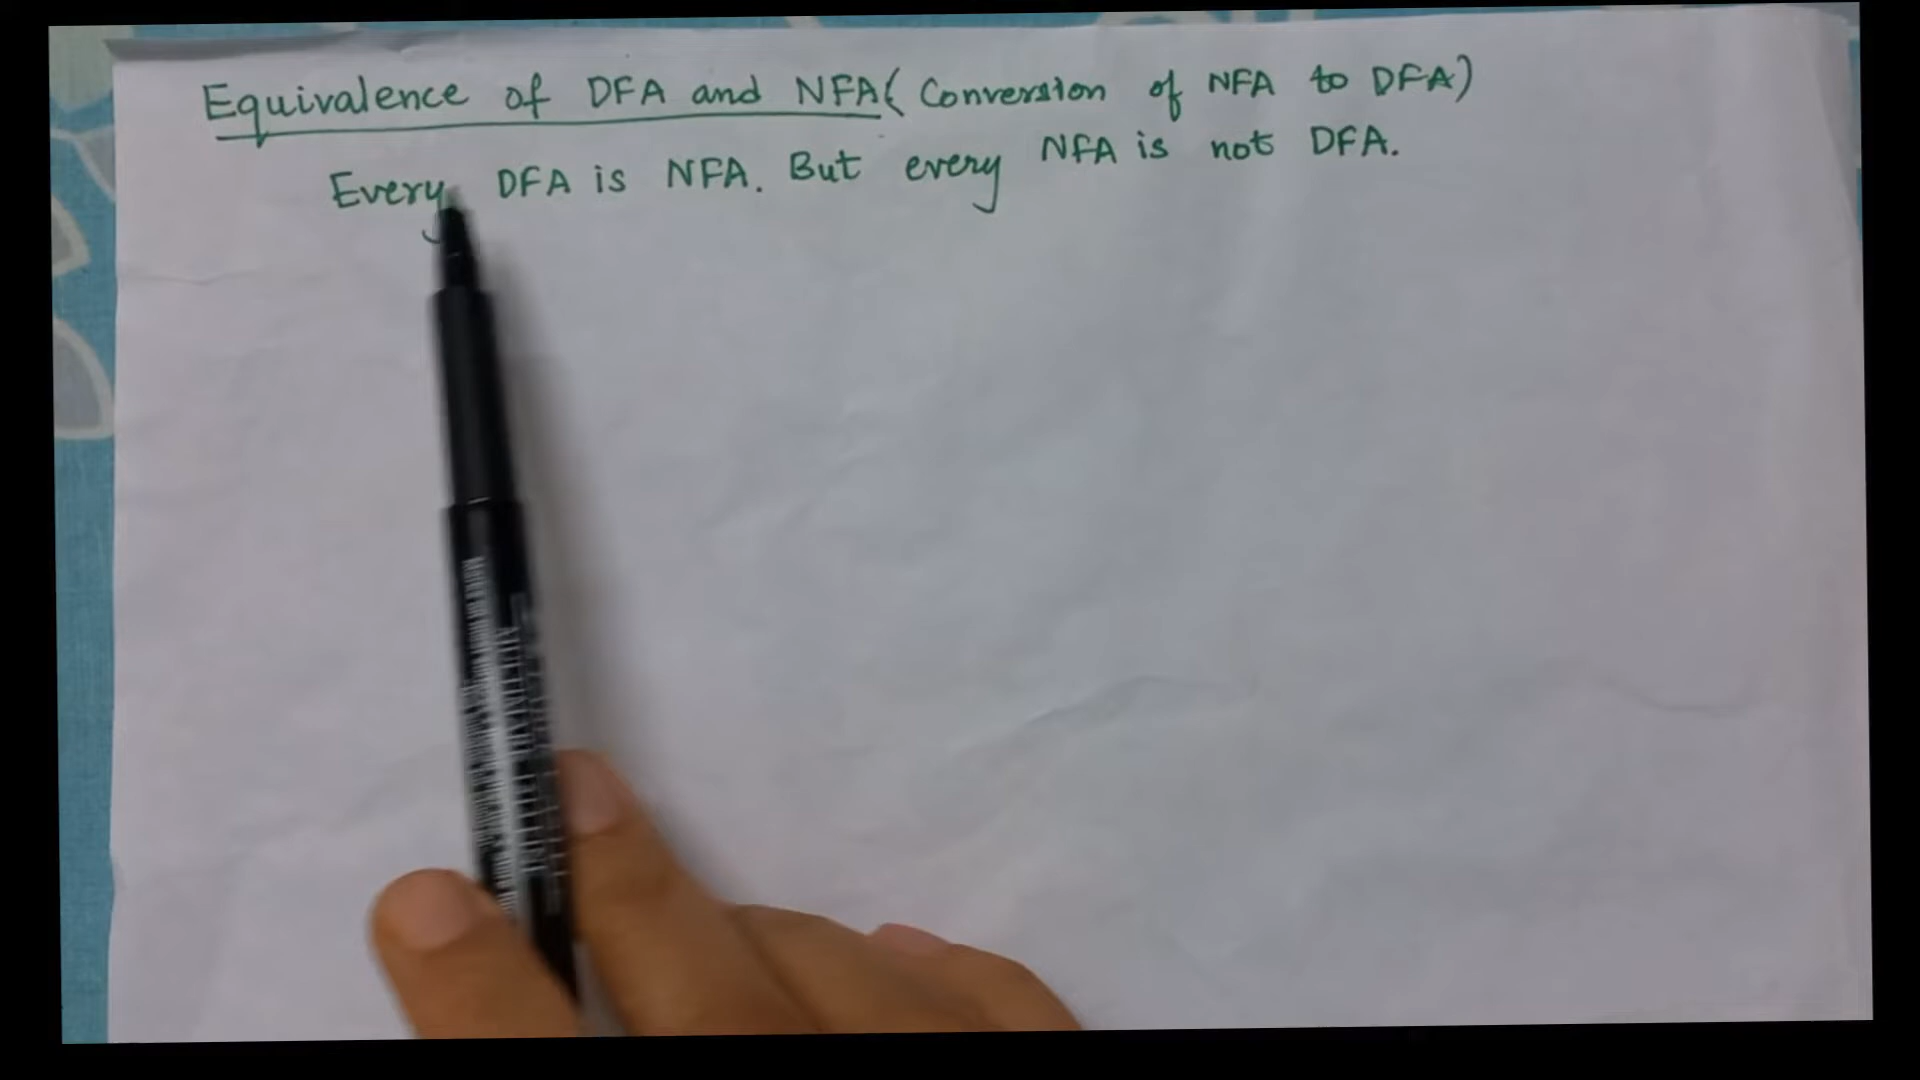 Equivalence of DFA and NFA ( Conversion of NFA to DFA)
Every DFA is NFA. But every NFA is not DFA.